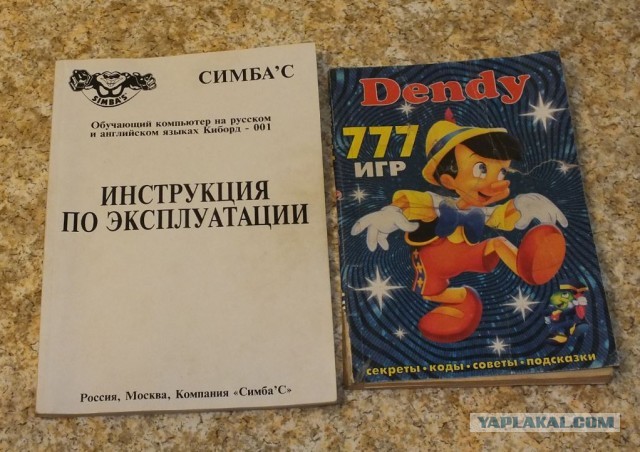 SIMBA'S
СИМБА'С
Обучающий компьютер на русском
и английском языках Киборд - 001
ИНСТРУКЦИЯ
ПО ЭКСПЛУАТАЦИИ
Россия, Москва, Компания «Симба'С»
Dendy
777
ИГР
секреты • коды • советы • подсказки
YAPLAKAL.COM